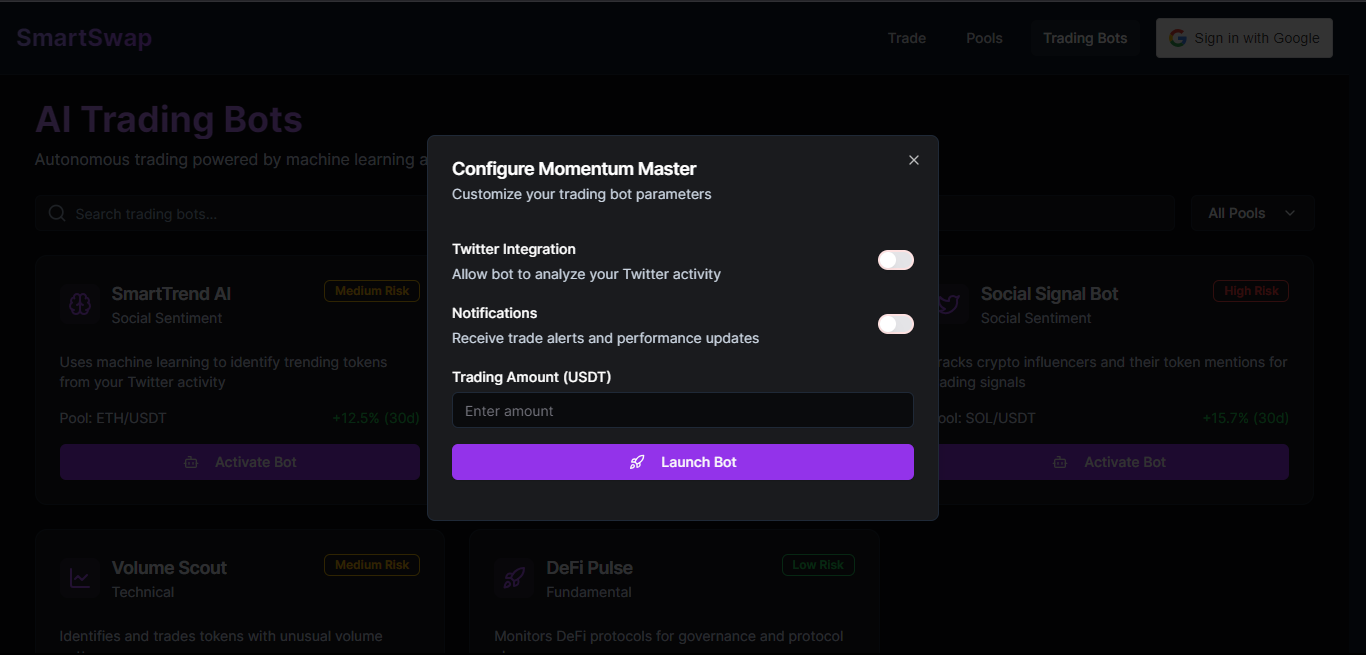 SmartSwap
Trade
Pools
Trading Bots
Sign in with Google
AI Trading Bots
Autonomous trading powered by machine learning a
Search trading bots...
All Pools
Configure Momentum Master
Customize your trading bot parameters
Twitter Integration
Allow bot to analyze your Twitter activity
Notifications
Receive trade alerts and performance updates
Trading Amount (USDT)
Enter amount
Launch Bot
SmartTrend AI
Medium Risk
Social Sentiment
Uses machine learning to identify trending tokens
from your Twitter activity
Pool: ETH/USDT
+12.5% (30d)
Activate Bot
Social Signal Bot
High Risk
Social Sentiment
racks crypto influencers and their token mentions for
ading signals
ool: SOL/USDT
+15.7% (30d)
Activate Bot
Volume Scout
Medium Risk
Technical
Identifies and trades tokens with unusual volume
DeFi Pulse
Low Risk
Fundamental
Monitors DeFi protocols for governance and protocol